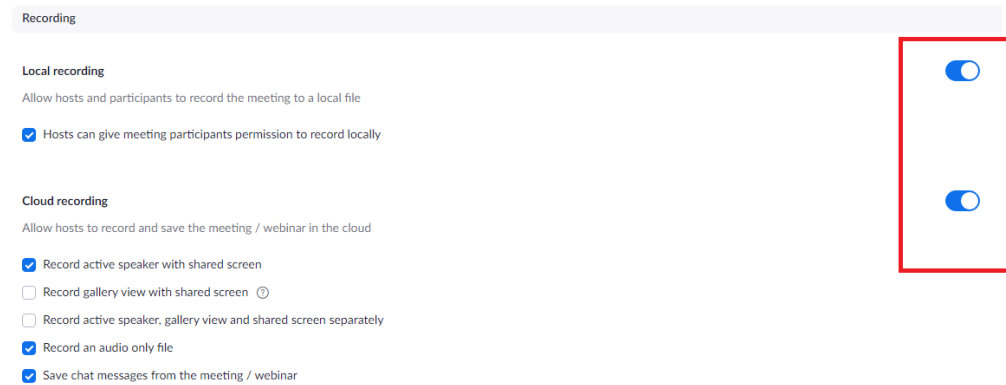 Recording
Local recording
Allow hosts and participants to record the meeting to a local file
Hosts can give meeting participants permission to record locally
Cloud recording
Allow hosts to record and save the meeting / webinar in the cloud
Record active speaker with shared screen
Record gallery view with shared screen ?
Record active speaker, gallery view and shared screen separately
Record an audio only file
Save chat messages from the meeting / webinar